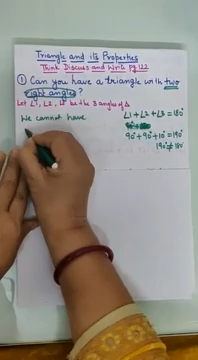 Triangle and its Properties
Think Discuss and Write Pg 122
① Can you have a triangle with two
right angles?
Let ∠1, ∠2, ∠3 be the 3 angles of Δ
We cannot have
∠1 + ∠2 + ∠3 = 180°
90° + 90° + 10° = 190°
190° ≠ 180°